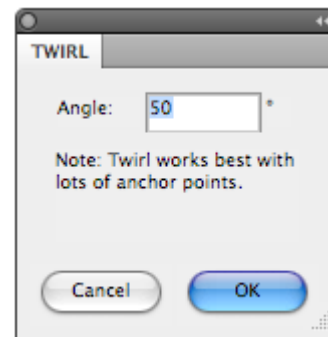 TWIRL
Angle: 50 °
Note: Twirl works best with
lots of anchor points.
Cancel OK